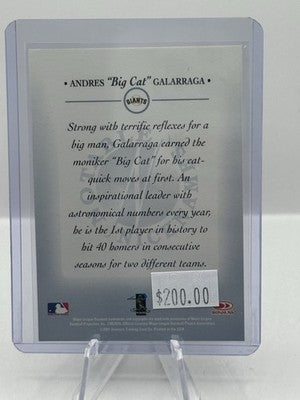 • ANDRES "Big Cat" GALARRAGA •
GIANTS
Strong with terrific reflexes for a
big man, Galarraga earned the
moniker "Big Cat" for his cat-
quick moves at first. An
inspirational leader with
astronomical numbers every year,
he is the 1st player in history to
hit 40 homers in consecutive
seasons for two different teams.
$200.00
DONRUSS